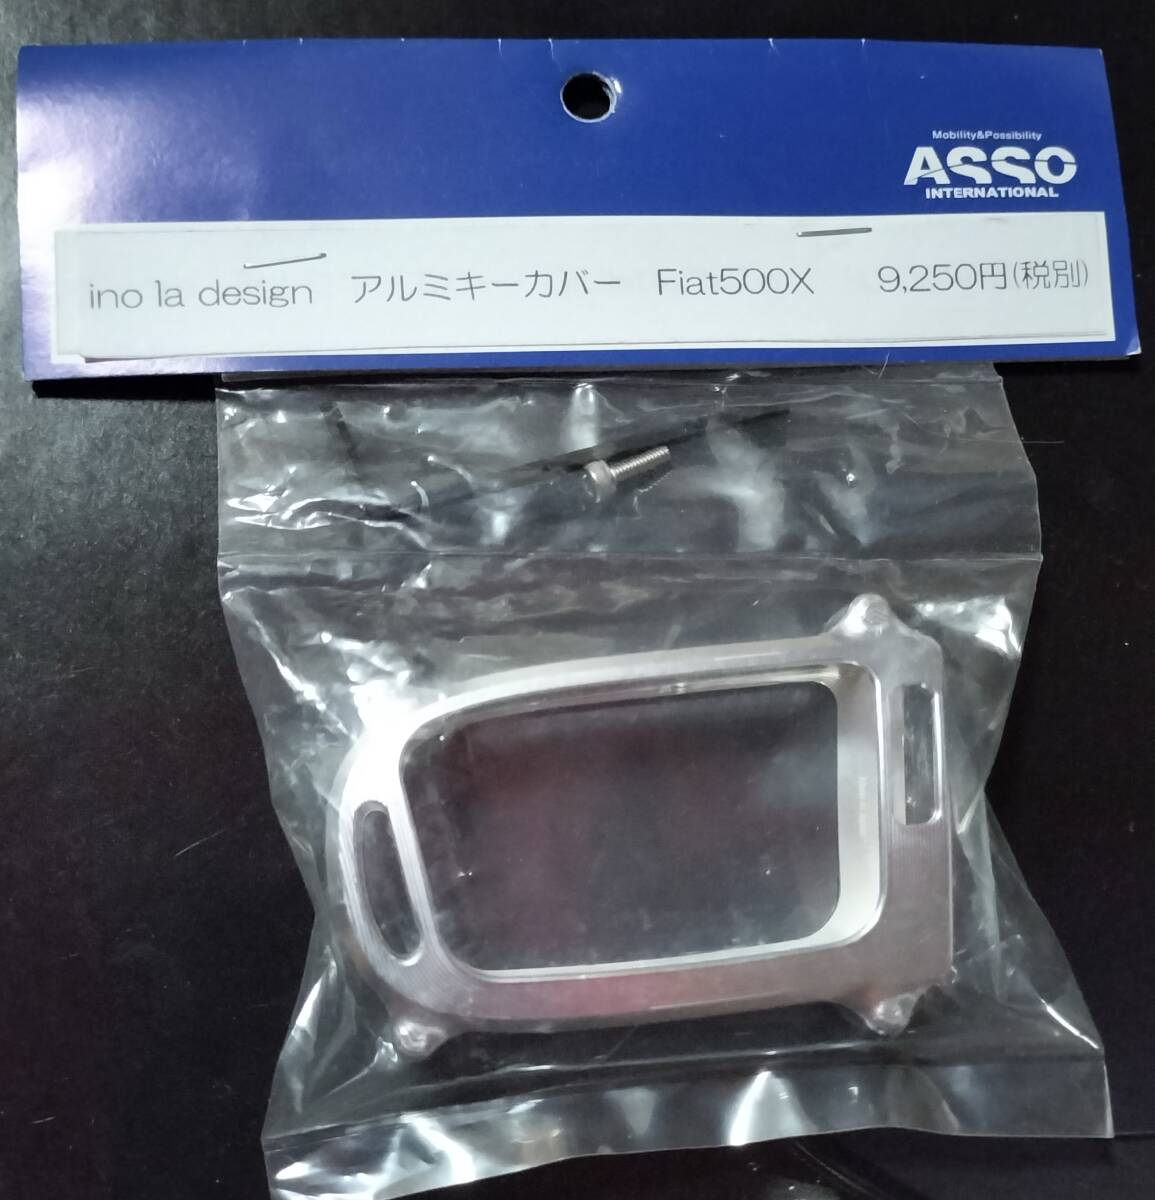 Mobility&Possibility
ASSO
INTERNATIONAL
ino la design アルミキーカバー Fiat500X 9,250円(税別)